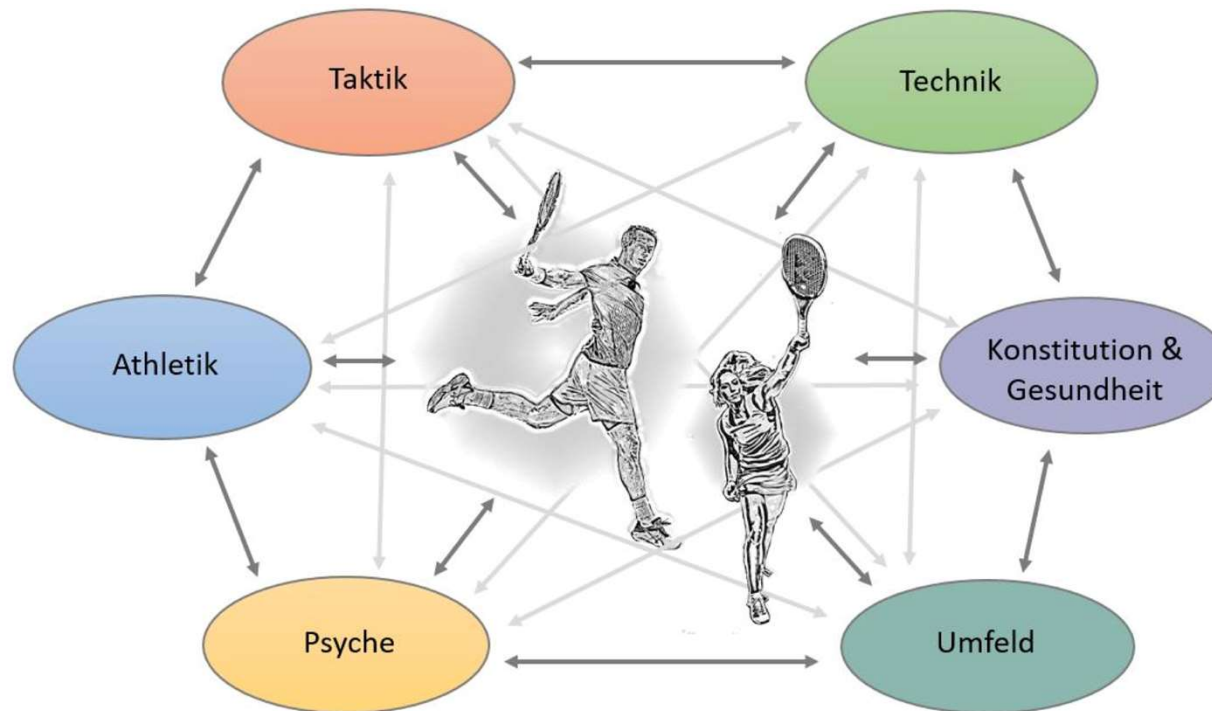 Taktik
Technik
Athletik
Konstitution &
Gesundheit
Psyche
Umfeld